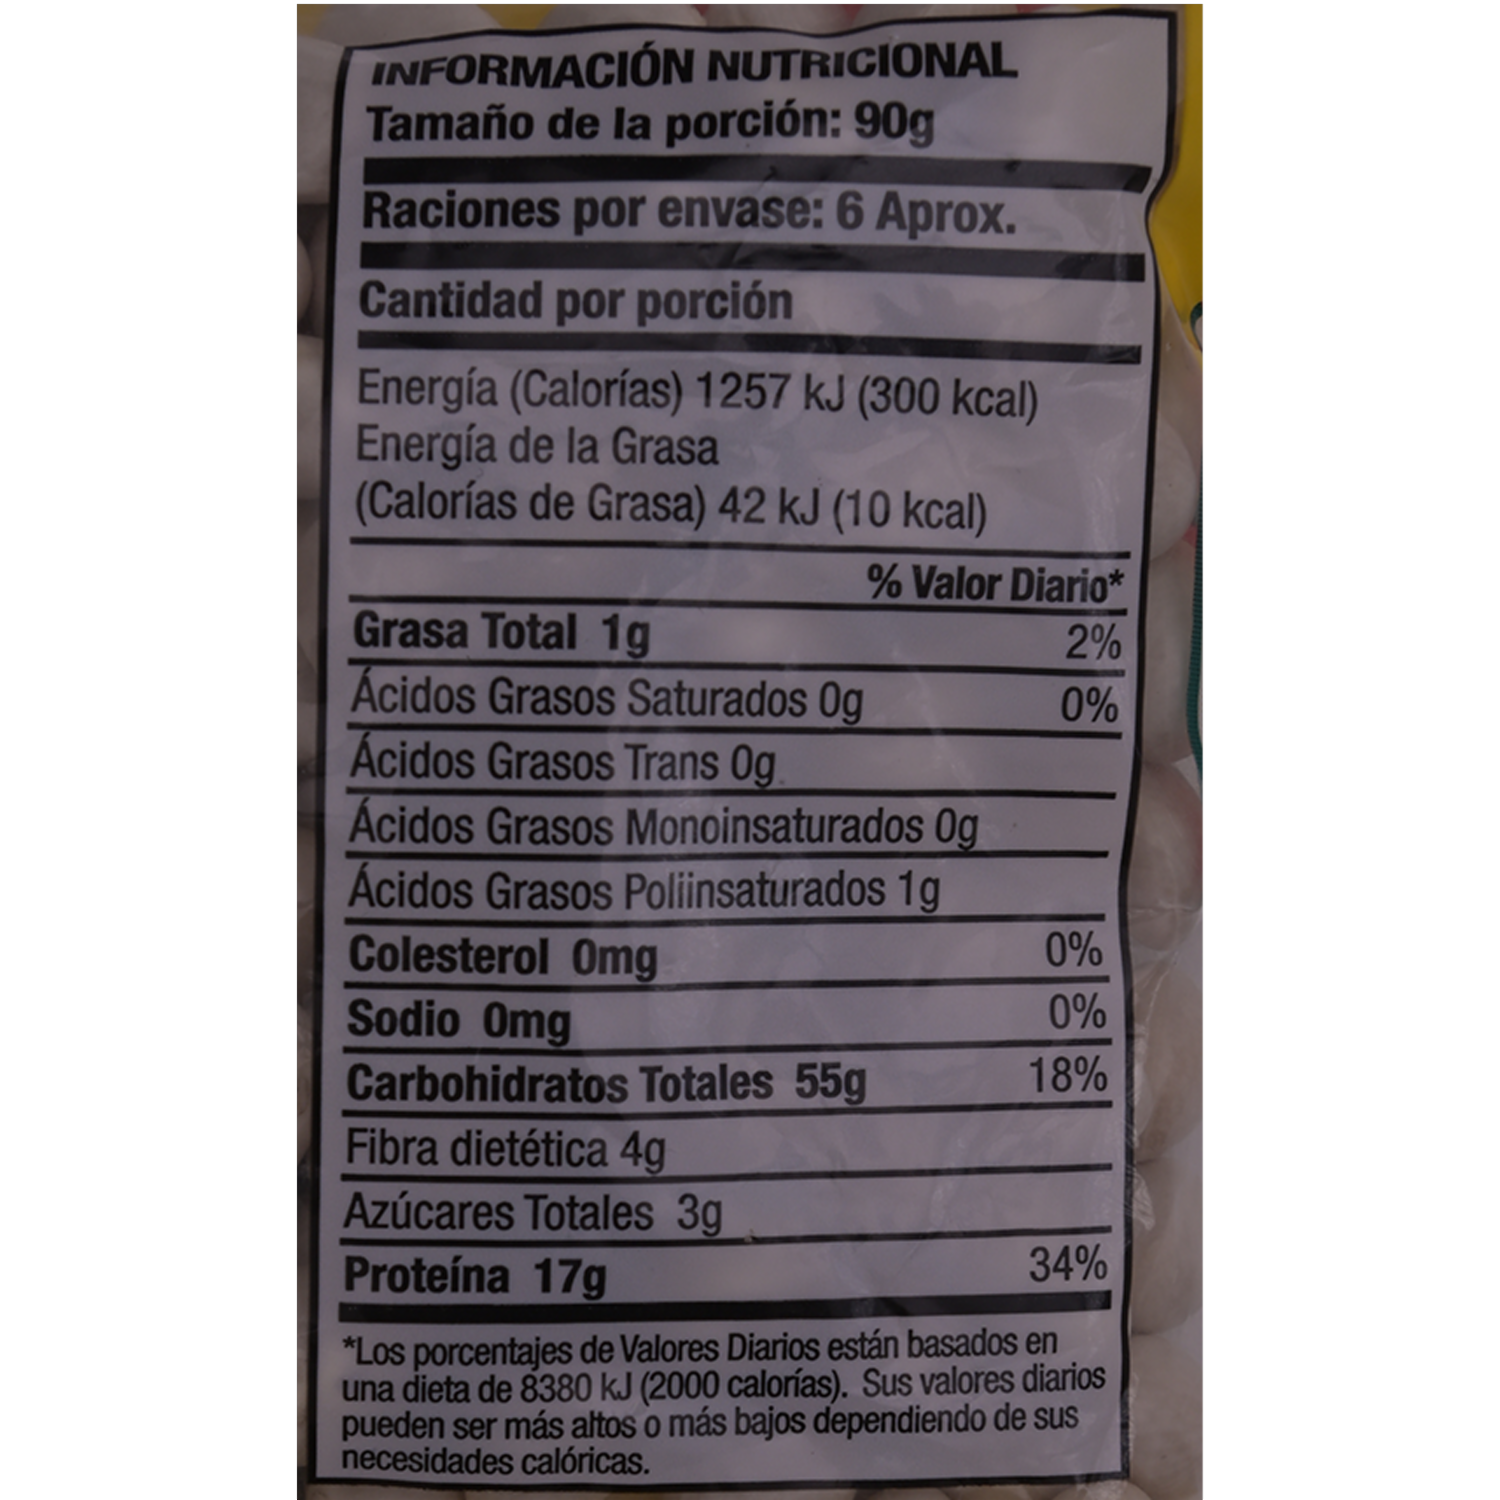 INFORMACIÓN NUTRICIONAL
Tamaño de la porción: 90g
Raciones por envase: 6 Aprox.
Cantidad por porción
Energía (Calorías) 1257 kJ (300 kcal)
Energía de la Grasa
(Calorías de Grasa) 42 kJ (10 kcal)
% Valor Diario*
Grasa Total 1g 2%
Ácidos Grasos Saturados 0g 0%
Ácidos Grasos Trans 0g
Ácidos Grasos Monoinsaturados 0g
Ácidos Grasos Poliinsaturados 1g
Colesterol 0mg 0%
Sodio 0mg 0%
Carbohidratos Totales 55g 18%
Fibra dietética 4g
Azúcares Totales 3g
Proteína 17g 34%
*Los porcentajes de Valores Diarios están basados en
una dieta de 8380 kJ (2000 calorías). Sus valores diarios
pueden ser más altos o más bajos dependiendo de sus
necesidades calóricas.